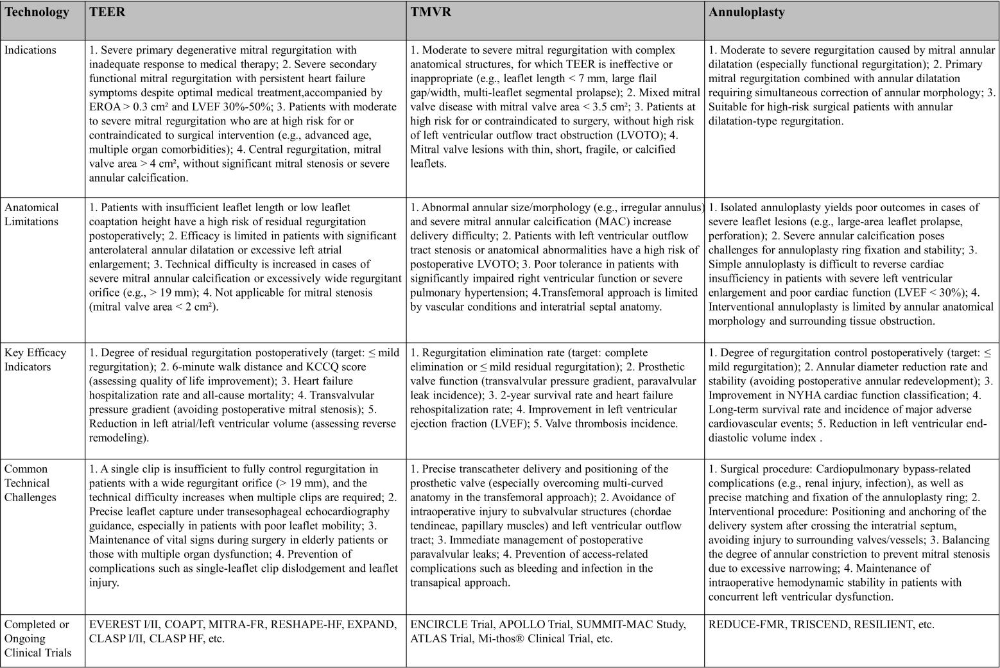 Technology
TEER
TMVR
Annuloplasty
Indications
1. Severe primary degenerative mitral regurgitation with
inadequate response to medical therapy; 2. Severe secondary
functional mitral regurgitation with persistent heart failure
symptoms despite optimal medical treatment,accompanied by
EROA > 0.3 cm² and LVEF 30%-50%; 3. Patients with moderate
to severe mitral regurgitation who are at high risk for or
contraindicated to surgical intervention (e.g., advanced age,
multiple organ comorbidities); 4. Central regurgitation, mitral
valve area > 4 cm², without significant mitral stenosis or severe
annular calcification.
1. Moderate to severe mitral regurgitation with complex
anatomical structures, for which TEER is ineffective or
inappropriate (e.g., leaflet length < 7 mm, large flail
gap/width, multi-leaflet segmental prolapse); 2. Mixed mitral
valve disease with mitral valve area < 3.5 cm²; 3. Patients at
high risk for or contraindicated to surgery, without high risk
of left ventricular outflow tract obstruction (LVOTO); 4.
Mitral valve lesions with thin, short, fragile, or calcified
leaflets.
1. Moderate to severe regurgitation caused by mitral annular
dilatation (especially functional regurgitation); 2. Primary
mitral regurgitation combined with annular dilatation
requiring simultaneous correction of annular morphology; 3.
Suitable for high-risk surgical patients with annular
dilatation-type regurgitation.
Anatomical
Limitations
1. Patients with insufficient leaflet length or low leaflet
coaptation height have a high risk of residual regurgitation
postoperatively; 2. Efficacy is limited in patients with significant
anterolateral annular dilatation or excessive left atrial
enlargement; 3. Technical difficulty is increased in cases of
severe mitral annular calcification or excessively wide regurgitant
orifice (e.g., > 19 mm); 4. Not applicable for mitral stenosis
(mitral valve area < 2 cm²).
1. Abnormal annular size/morphology (e.g., irregular annulus)
and severe mitral annular calcification (MAC) increase
delivery difficulty; 2. Patients with left ventricular outflow
tract stenosis or anatomical abnormalities have a high risk of
postoperative LVOTO; 3. Poor tolerance in patients with
significantly impaired right ventricular function or severe
pulmonary hypertension; 4.Transfemoral approach is limited
by vascular conditions and interatrial septal anatomy.
1. Isolated annuloplasty yields poor outcomes in cases of
severe leaflet lesions (e.g., large-area leaflet prolapse,
perforation); 2. Severe annular calcification poses
challenges for annuloplasty ring fixation and stability; 3.
Simple annuloplasty is difficult to reverse cardiac
insufficiency in patients with severe left ventricular
enlargement and poor cardiac function (LVEF < 30%); 4.
Interventional annuloplasty is limited by annular anatomical
morphology and surrounding tissue obstruction.
Key Efficacy
Indicators
1. Degree of residual regurgitation postoperatively (target: ≤ mild
regurgitation); 2. 6-minute walk distance and KCCQ score
(assessing quality of life improvement); 3. Heart failure
hospitalization rate and all-cause mortality; 4. Transvalvular
pressure gradient (avoiding postoperative mitral stenosis); 5.
Reduction in left atrial/left ventricular volume (assessing reverse
remodeling).
1. Regurgitation elimination rate (target: complete
elimination or ≤ mild residual regurgitation); 2. Prosthetic
valve function (transvalvular pressure gradient, paravalvular
leak incidence); 3. 2-year survival rate and heart failure
rehospitalization rate; 4. Improvement in left ventricular
ejection fraction (LVEF); 5. Valve thrombosis incidence.
1. Degree of regurgitation control postoperatively (target: ≤
mild regurgitation); 2. Annular diameter reduction rate and
stability (avoiding postoperative annular redevelopment); 3.
Improvement in NYHA cardiac function classification; 4.
Long-term survival rate and incidence of major adverse
cardiovascular events; 5. Reduction in left ventricular end-
diastolic volume index .
Common
Technical
Challenges
1. A single clip is insufficient to fully control regurgitation in
patients with a wide regurgitant orifice (> 19 mm), and the
technical difficulty increases when multiple clips are required; 2.
Precise leaflet capture under transesophageal echocardiography
guidance, especially in patients with poor leaflet mobility; 3.
Maintenance of vital signs during surgery in elderly patients or
those with multiple organ dysfunction; 4. Prevention of
complications such as single-leaflet clip dislodgement and leaflet
injury.
1. Precise transcatheter delivery and positioning of the
prosthetic valve (especially overcoming multi-curved
anatomy in the transfemoral approach); 2. Avoidance of
intraoperative injury to subvalvular structures (chordae
tendineae, papillary muscles) and left ventricular outflow
tract; 3. Immediate management of postoperative
paravalvular leaks; 4. Prevention of access-related
complications such as bleeding and infection in the
transapical approach.
1. Surgical procedure: Cardiopulmonary bypass-related
complications (e.g., renal injury, infection), as well as
precise matching and fixation of the annuloplasty ring; 2.
Interventional procedure: Positioning and anchoring of the
delivery system after crossing the interatrial septum,
avoiding injury to surrounding valves/vessels; 3. Balancing
the degree of annular constriction to prevent mitral stenosis
due to excessive narrowing; 4. Maintenance of
intraoperative hemodynamic stability in patients with
concurrent left ventricular dysfunction.
Completed or
Ongoing
Clinical Trials
EVEREST I/II, COAPT, MITRA-FR, RESHAPE-HF, EXPAND,
CLASP I/II, CLASP HF, etc.
ENCIRCLE Trial, APOLLO Trial, SUMMIT-MAC Study,
ATLAS Trial, Mi-thos® Clinical Trial, etc.
REDUCE-FMR, TRISCEND, RESILIENT, etc.